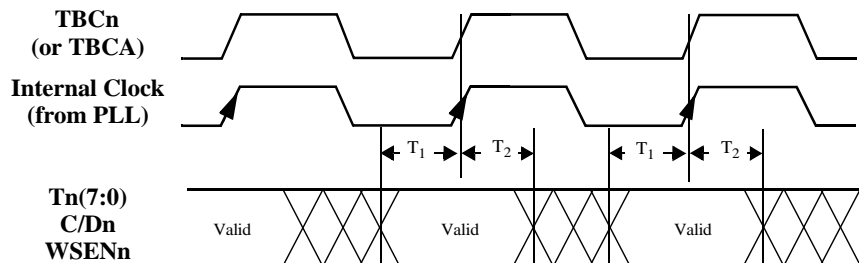 TBCn
(or TBCA)
Internal Clock
(from PLL)
T1 T2 T1 T2
Tn(7:0)
C/Dn
WSENn
Valid Valid Valid